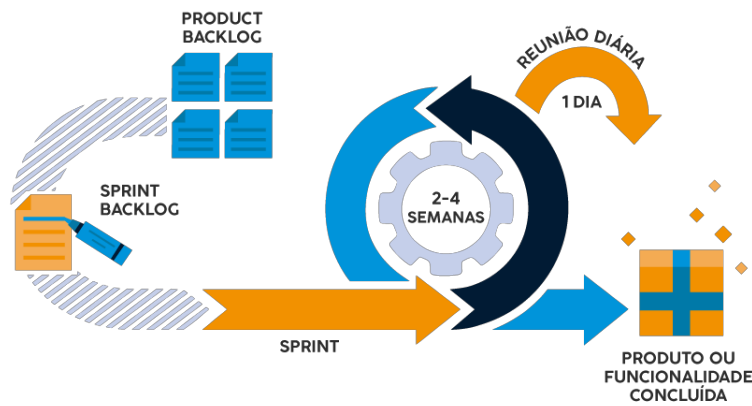 PRODUCT
BACKLOG
REUNIÃO DIÁRIA
1 DIA
SPRINT
BACKLOG
2-4
SEMANAS
SPRINT
PRODUTO OU
FUNCIONALIDADE
CONCLUÍDA